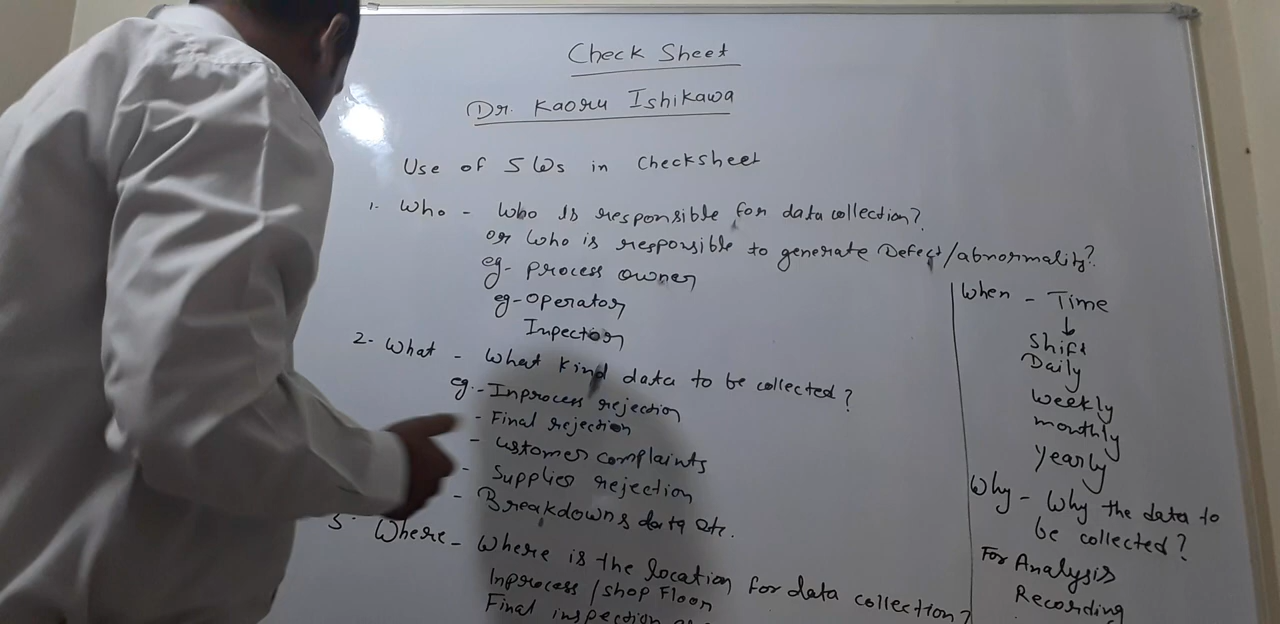 Check Sheet
Dr. Kaoru Ishikawa
Use of 5 Ws in Checksheet
1. Who - Who Is responsible for data collection?
or Who is responsible to generate Defect/abnormality?
eg- Process owner
eg- Operator
Inpector
2- What - What Kind data to be collected?
eg.- Inprocess rejection
- Final rejection
- Customer complaints
- Supplier rejection
- Breakdowns data etc.
Where - Where is the location for data collection?
Inprocess / Shop Floor
Final inspection
When - Time
↓
Shift
Daily
Weekly
monthly
Yearly
Why - Why the data to
be collected?
For Analysis
Recording